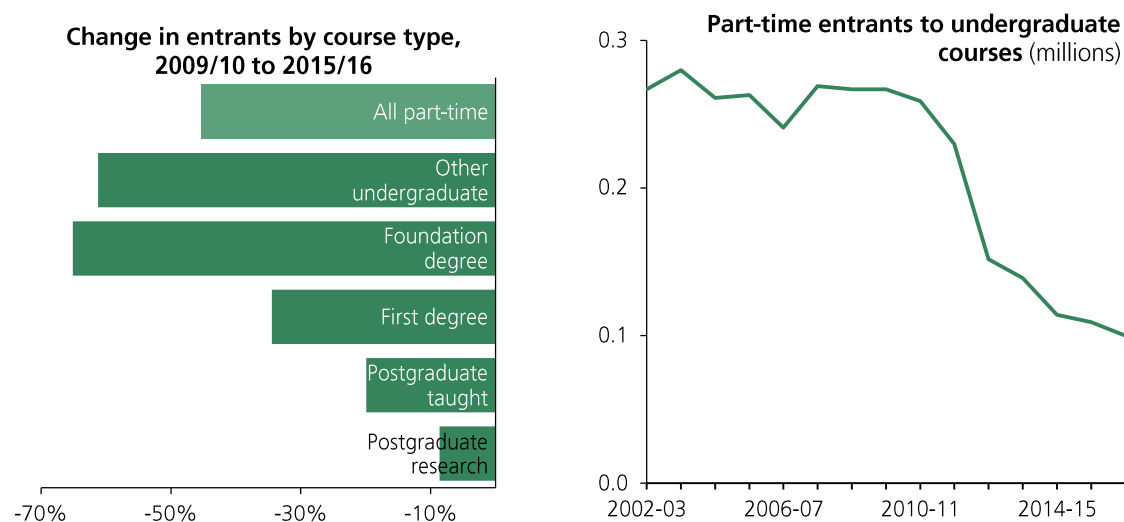 Change in entrants by course type,
2009/10 to 2015/16
All part-time
Other
undergraduate
Foundation
degree
First degree
Postgraduate
taught
Postgraduate
research
-70%
-50%
-30%
-10%
Part-time entrants to undergraduate
courses (millions)
0.3
0.2
0.1
0.0
2002-03
2006-07
2010-11
2014-15